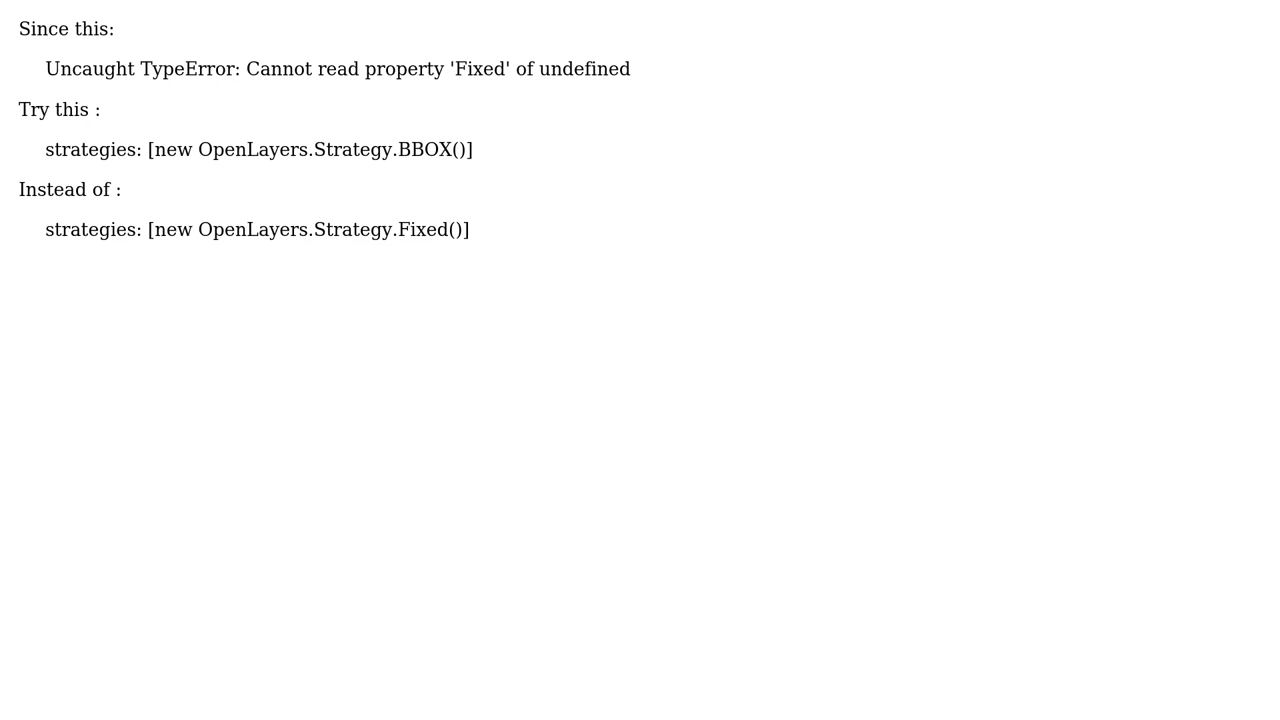 Since this:
Uncaught TypeError: Cannot read property 'Fixed' of undefined
Try this :
strategies: [new OpenLayers.Strategy.BBOX()]
Instead of :
strategies: [new OpenLayers.Strategy.Fixed()]